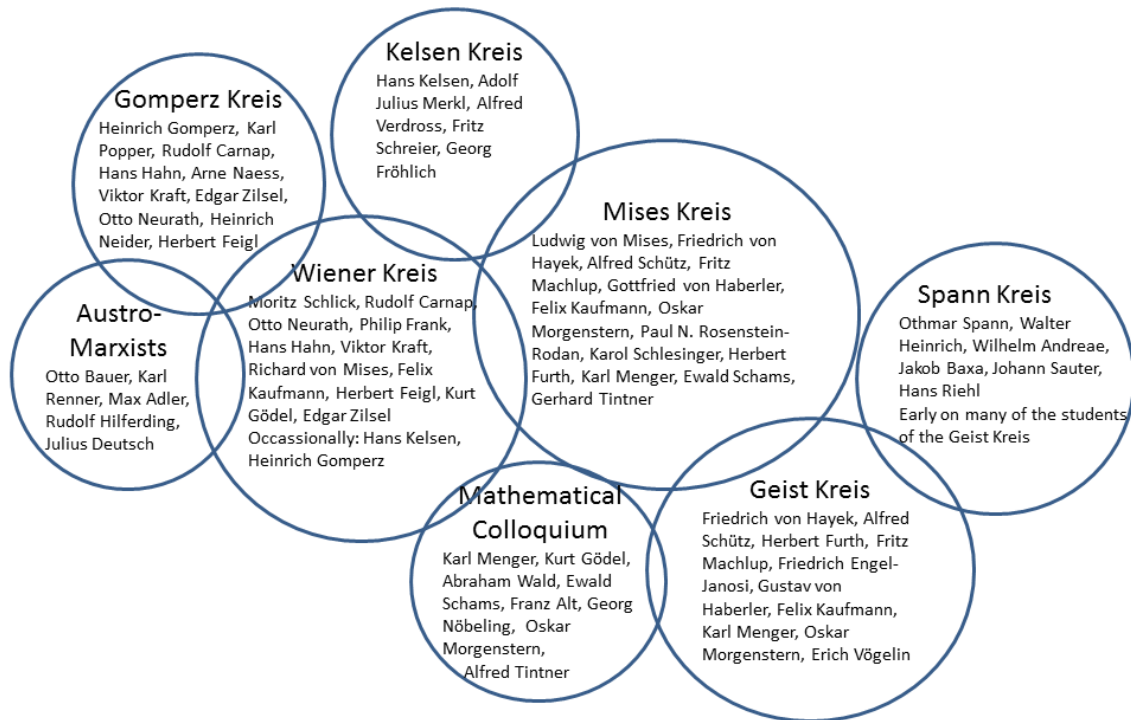 Kelsen Kreis
Hans Kelsen, Adolf
Julius Merkl, Alfred
Verdross, Fritz
Schreier, Georg
Fröhlich
Gomperz Kreis
Heinrich Gomperz, Karl
Popper, Rudolf Carnap,
Hans Hahn, Arne Naess,
Viktor Kraft, Edgar Zilsel,
Otto Neurath, Heinrich
Neider, Herbert Feigl
Mises Kreis
Ludwig von Mises, Friedrich von
Hayek, Alfred Schütz, Fritz
Machlup, Gottfried von Haberler,
Felix Kaufmann, Oskar
Morgenstern, Paul N. Rosenstein-
Rodan, Karol Schlesinger, Herbert
Furth, Karl Menger, Ewald Schams,
Gerhard Tintner
Wiener Kreis
Moritz Schlick, Rudolf Carnap,
Otto Neurath, Philip Frank,
Hans Hahn, Viktor Kraft,
Richard von Mises, Felix
Kaufmann, Herbert Feigl, Kurt
Gödel, Edgar Zilsel
Occassionally: Hans Kelsen,
Heinrich Gomperz
Spann Kreis
Othmar Spann, Walter
Heinrich, Wilhelm Andreae,
Jakob Baxa, Johann Sauter,
Hans Riehl
Early on many of the students
of the Geist Kreis
Austro-
Marxists
Otto Bauer, Karl
Renner, Max Adler,
Rudolf Hilferding,
Julius Deutsch
Mathematical
Colloquium
Karl Menger, Kurt Gödel,
Abraham Wald, Ewald
Schams, Franz Alt, Georg
Nöbeling, Oskar
Morgenstern,
Alfred Tintner
Geist Kreis
Friedrich von Hayek, Alfred
Schütz, Herbert Furth, Fritz
Machlup, Friedrich Engel-
Janosi, Gustav von
Haberler, Felix Kaufmann,
Karl Menger, Oskar
Morgenstern, Erich Vögelin